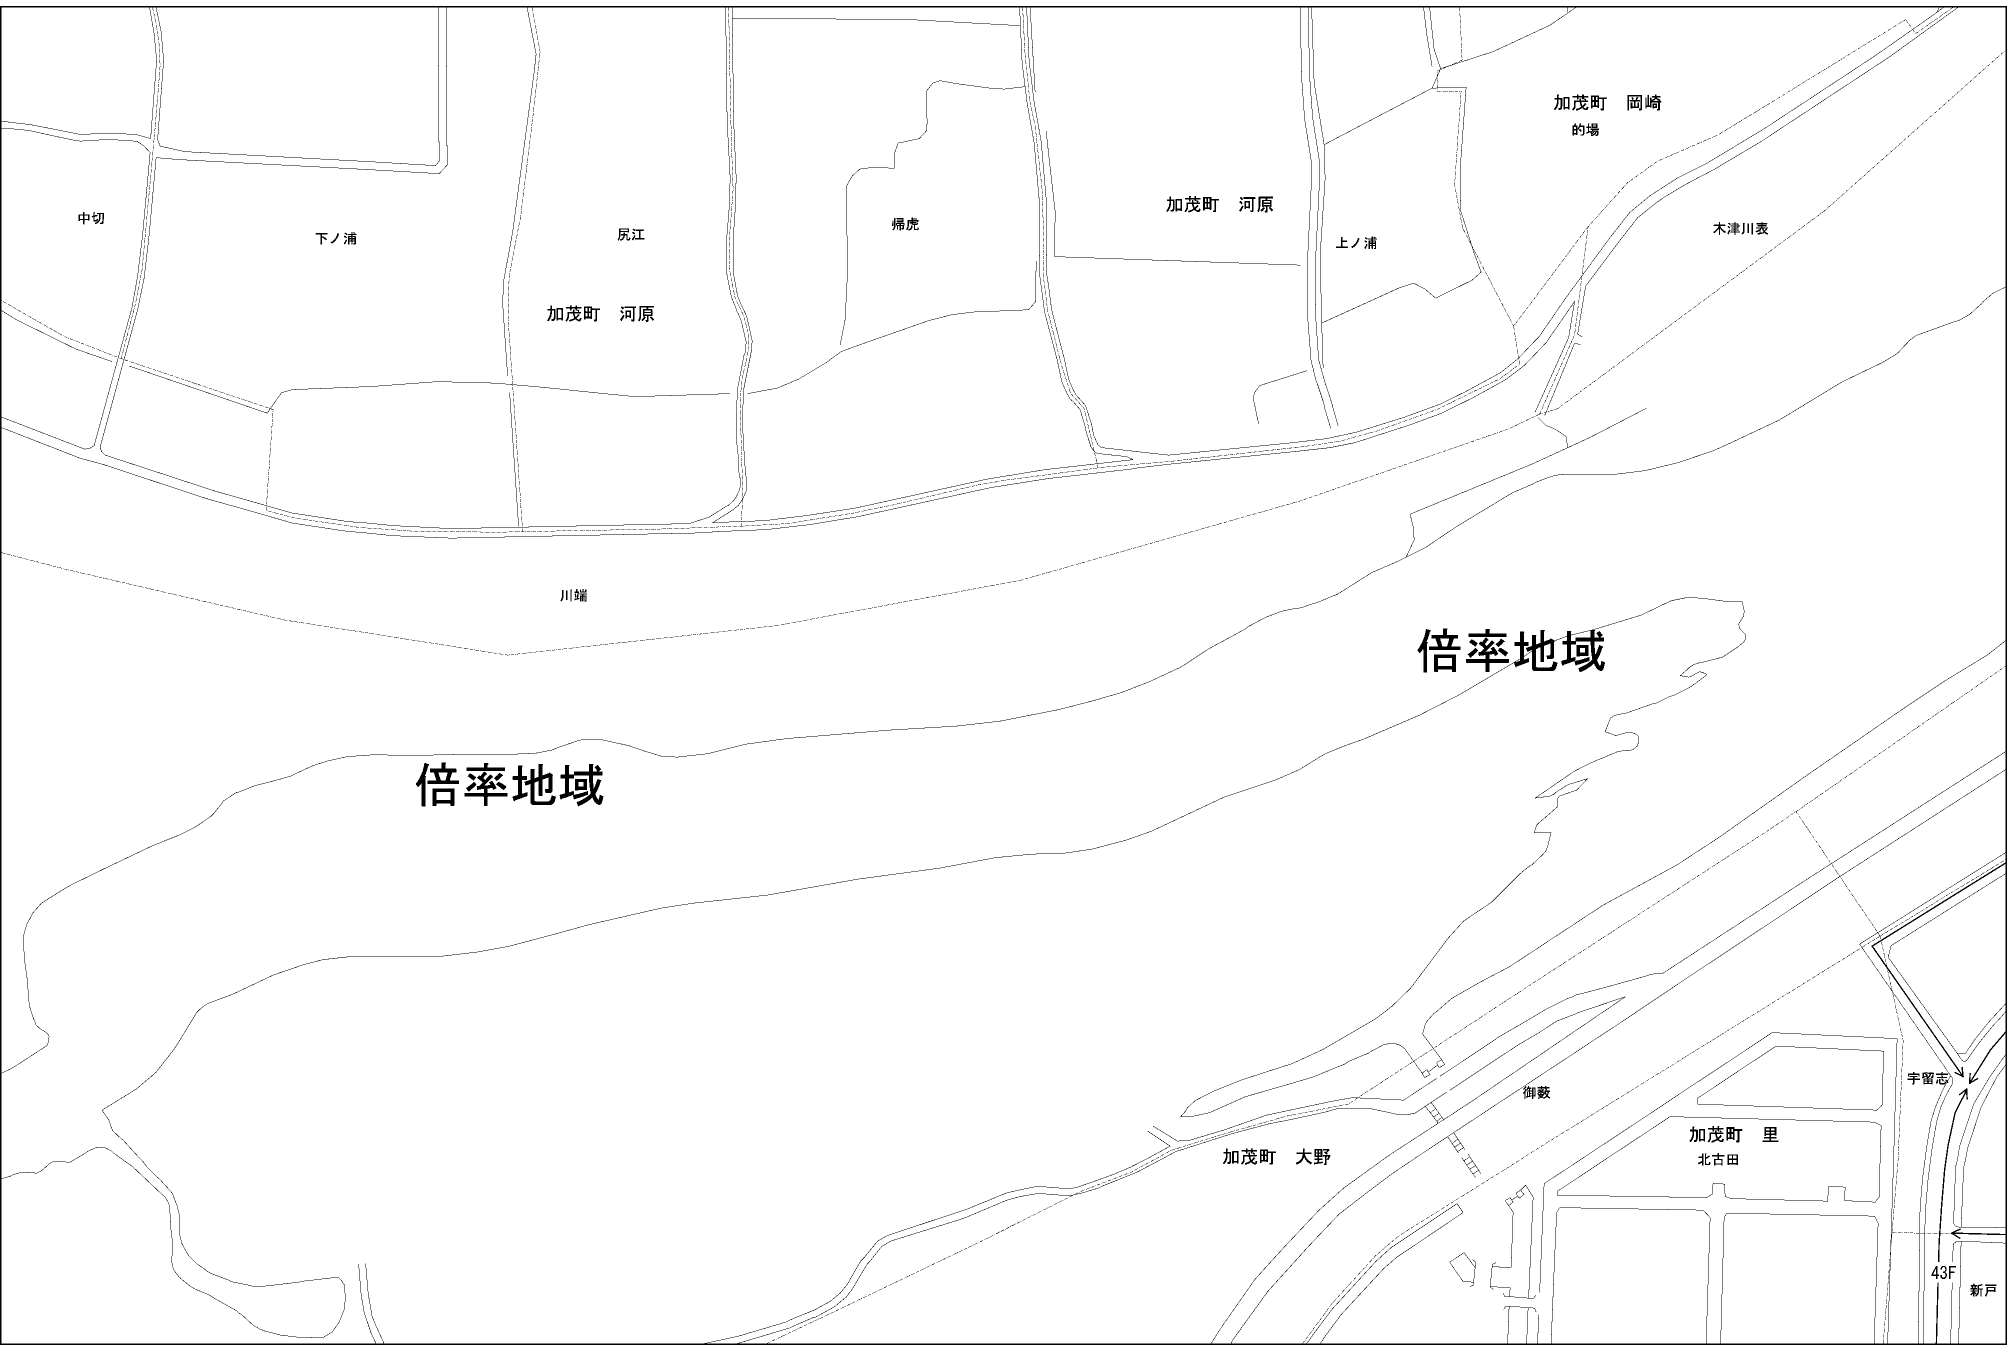 加茂町　岡崎
的場
加茂町　河原
中切
下ノ浦
尻江
帰虎
上ノ浦
木津川表
加茂町　河原
川端
倍率地域
倍率地域
宇留志
御薮
加茂町　里
北古田
加茂町　大野
43F
新戸